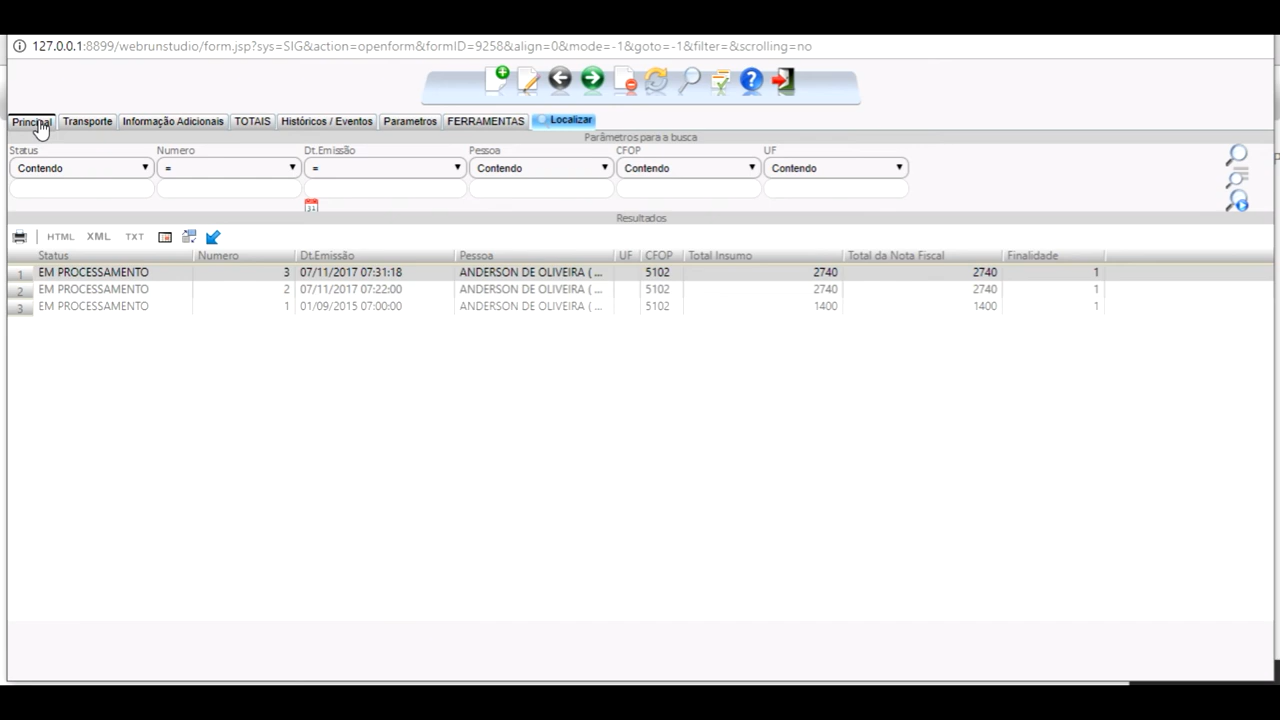 127.0.0.1:8899/webrunstudio/form.jsp?sys=SIG&action=openform&formID=9258&align=0&mode=-1&goto=-1&filter=&scrolling=no
Principal Transporte Informação Adicionais TOTAIS Históricos / Eventos Parametros FERRAMENTAS Localizar
Parâmetros para a busca
Status Numero Dt.Emissão Pessoa CFOP UF
Contendo = = Contendo Contendo Contendo
31
Resultados
HTML XML TXT
Status Numero Dt.Emissão Pessoa UF CFOP Total Insumo Total da Nota Fiscal Finalidade
1 EM PROCESSAMENTO 3 07/11/2017 07:31:18 ANDERSON DE OLIVEIRA ( ... 5102 2740 2740 1
2 EM PROCESSAMENTO 2 07/11/2017 07:22:00 ANDERSON DE OLIVEIRA ( ... 5102 2740 2740 1
3 EM PROCESSAMENTO 1 01/09/2015 07:00:00 ANDERSON DE OLIVEIRA ( ... 5102 1400 1400 1